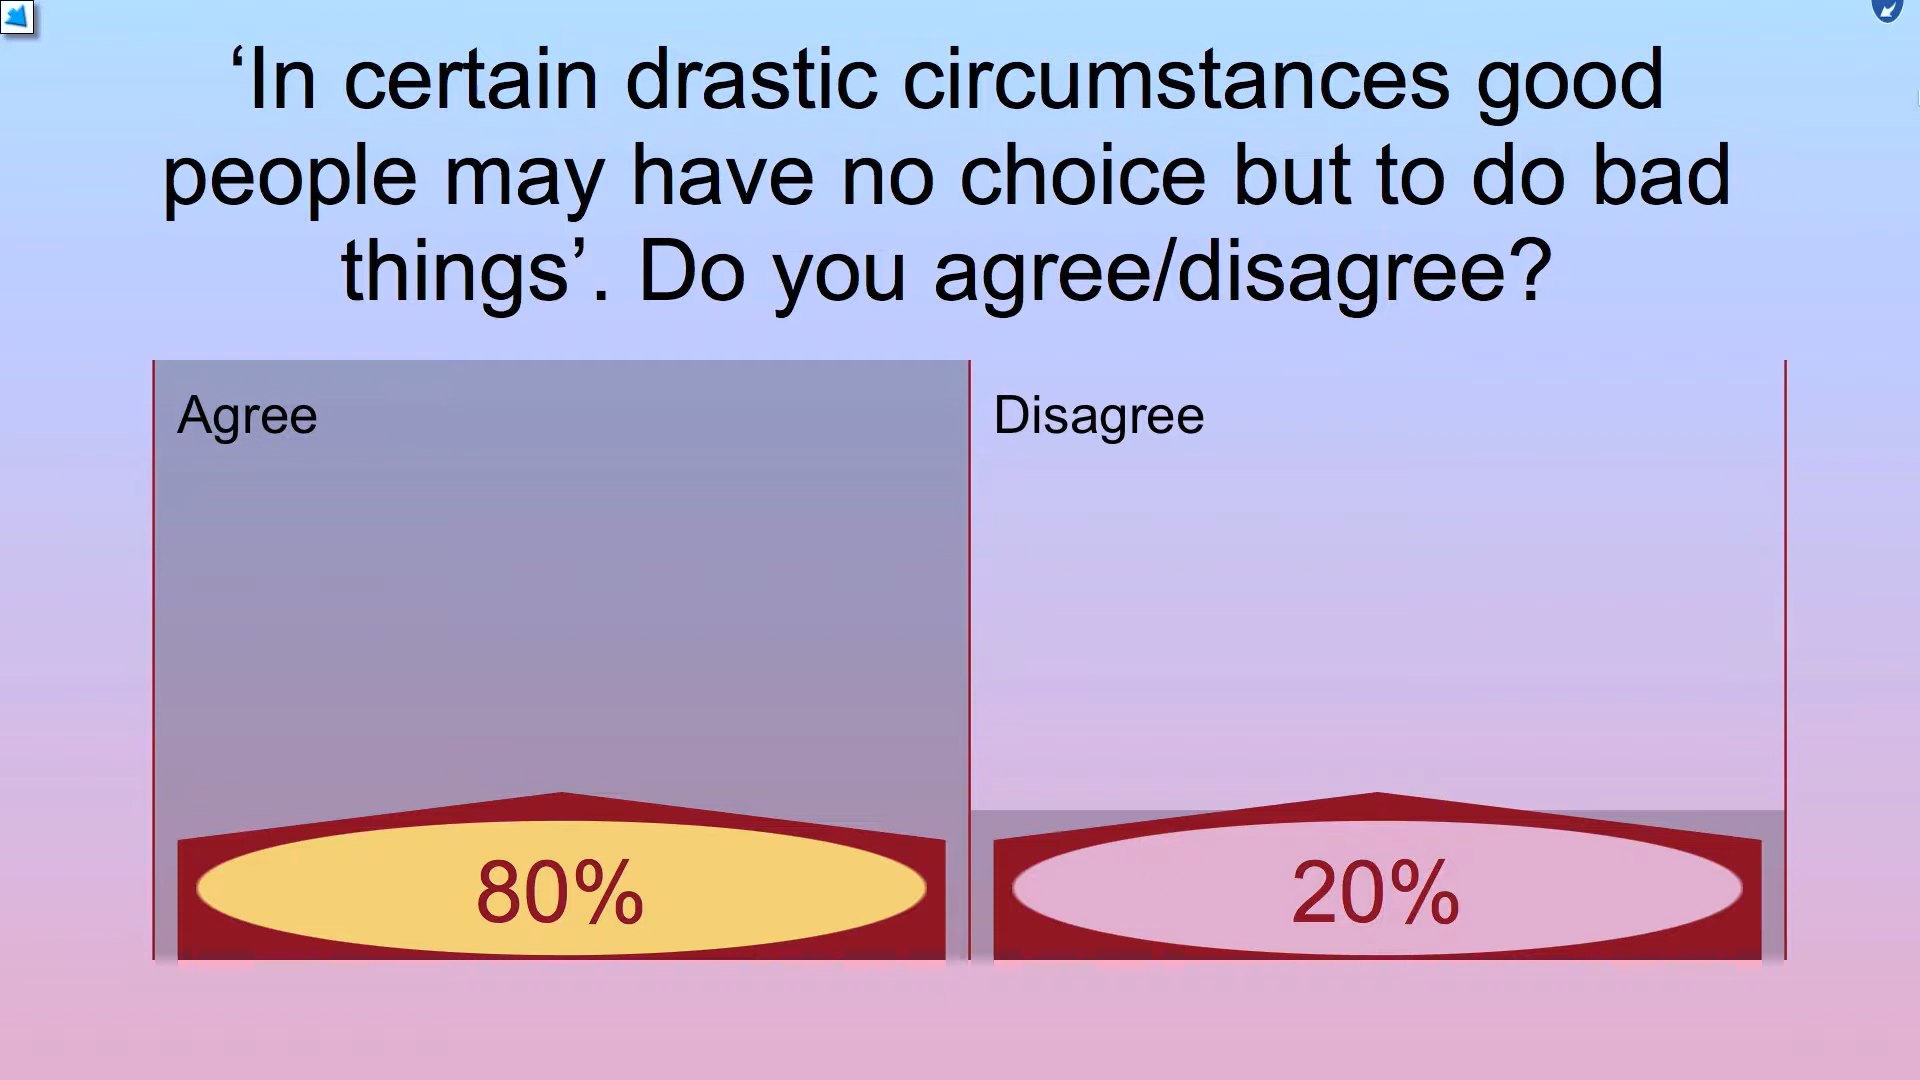 ‘In certain drastic circumstances good
people may have no choice but to do bad
things’. Do you agree/disagree?
Agree
Disagree
80%
20%